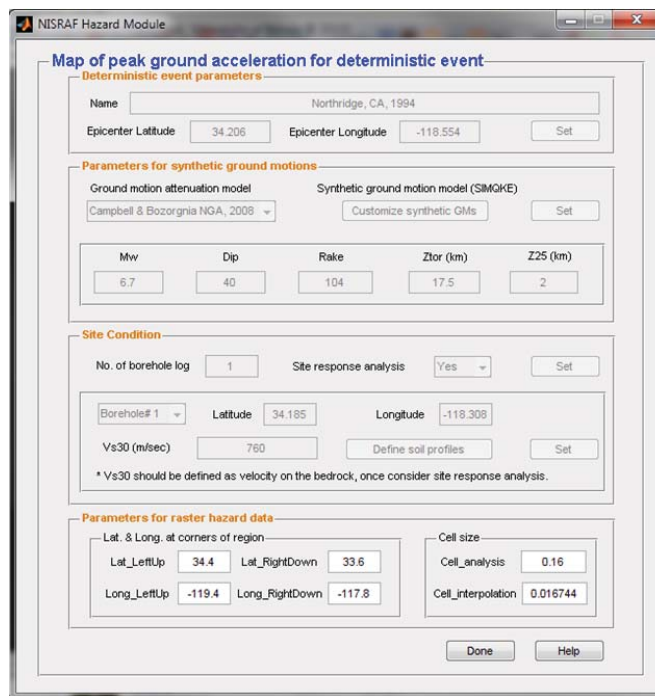 NISRAF Hazard Module
Map of peak ground acceleration for deterministic event
Deterministic event parameters
Name Northridge, CA, 1994
Epicenter Latitude 34.206 Epicenter Longitude -118.554 Set
Parameters for synthetic ground motions
Ground motion attenuation model Synthetic ground motion model (SIMQKE)
Campbell & Bozorgnia NGA, 2008 Customize synthetic GMs Set
Mw Dip Rake Ztor (km) Z25 (km)
6.7 40 104 17.5 2
Site Condition
No. of borehole log 1 Site response analysis Yes Set
Borehole# 1 Latitude 34.185 Longitude -118.308
Vs30 (m/sec) 760 Define soil profiles Set
* Vs30 should be defined as velocity on the bedrock, once consider site response analysis.
Parameters for raster hazard data
Lat. & Long. at corners of region Cell size
Lat_LeftUp 34.4 Lat_RightDown 33.6 Cell_analysis 0.16
Long_LeftUp -119.4 Long_RightDown -117.8 Cell_interpolation 0.016744
Done Help